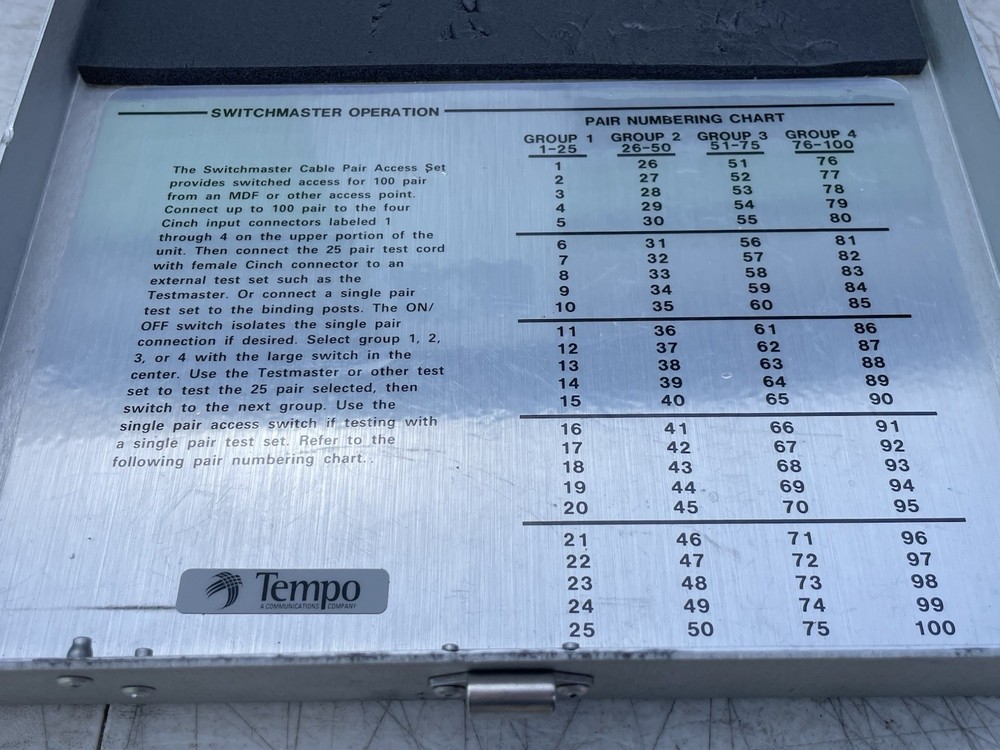 SWITCHMASTER OPERATION
The Switchmaster Cable Pair Access Set
provides switched access for 100 pair
from an MDF or other access point.
Connect up to 100 pair to the four
Cinch input connectors labeled 1
through 4 on the upper portion of the
unit. Then connect the 25 pair test cord
with female Cinch connector to an
external test set such as the
Testmaster. Or connect a single pair
test set to the binding posts. The ON/
OFF switch isolates the single pair
connection if desired. Select group 1, 2,
3, or 4 with the large switch in the
center. Use the Testmaster or other test
set to test the 25 pair selected, then
switch to the next group. Use the
single pair access switch if testing with
a single pair test set. Refer to the
following pair numbering chart..
Tempo
A COMMUNICATIONS COMPANY
PAIR NUMBERING CHART
GROUP 1 GROUP 2 GROUP 3 GROUP 4
1-25 26-50 51-75 76-100
1 26 51 76
2 27 52 77
3 28 53 78
4 29 54 79
5 30 55 80
6 31 56 81
7 32 57 82
8 33 58 83
9 34 59 84
10 35 60 85
11 36 61 86
12 37 62 87
13 38 63 88
14 39 64 89
15 40 65 90
16 41 66 91
17 42 67 92
18 43 68 93
19 44 69 94
20 45 70 95
21 46 71 96
22 47 72 97
23 48 73 98
24 49 74 99
25 50 75 100